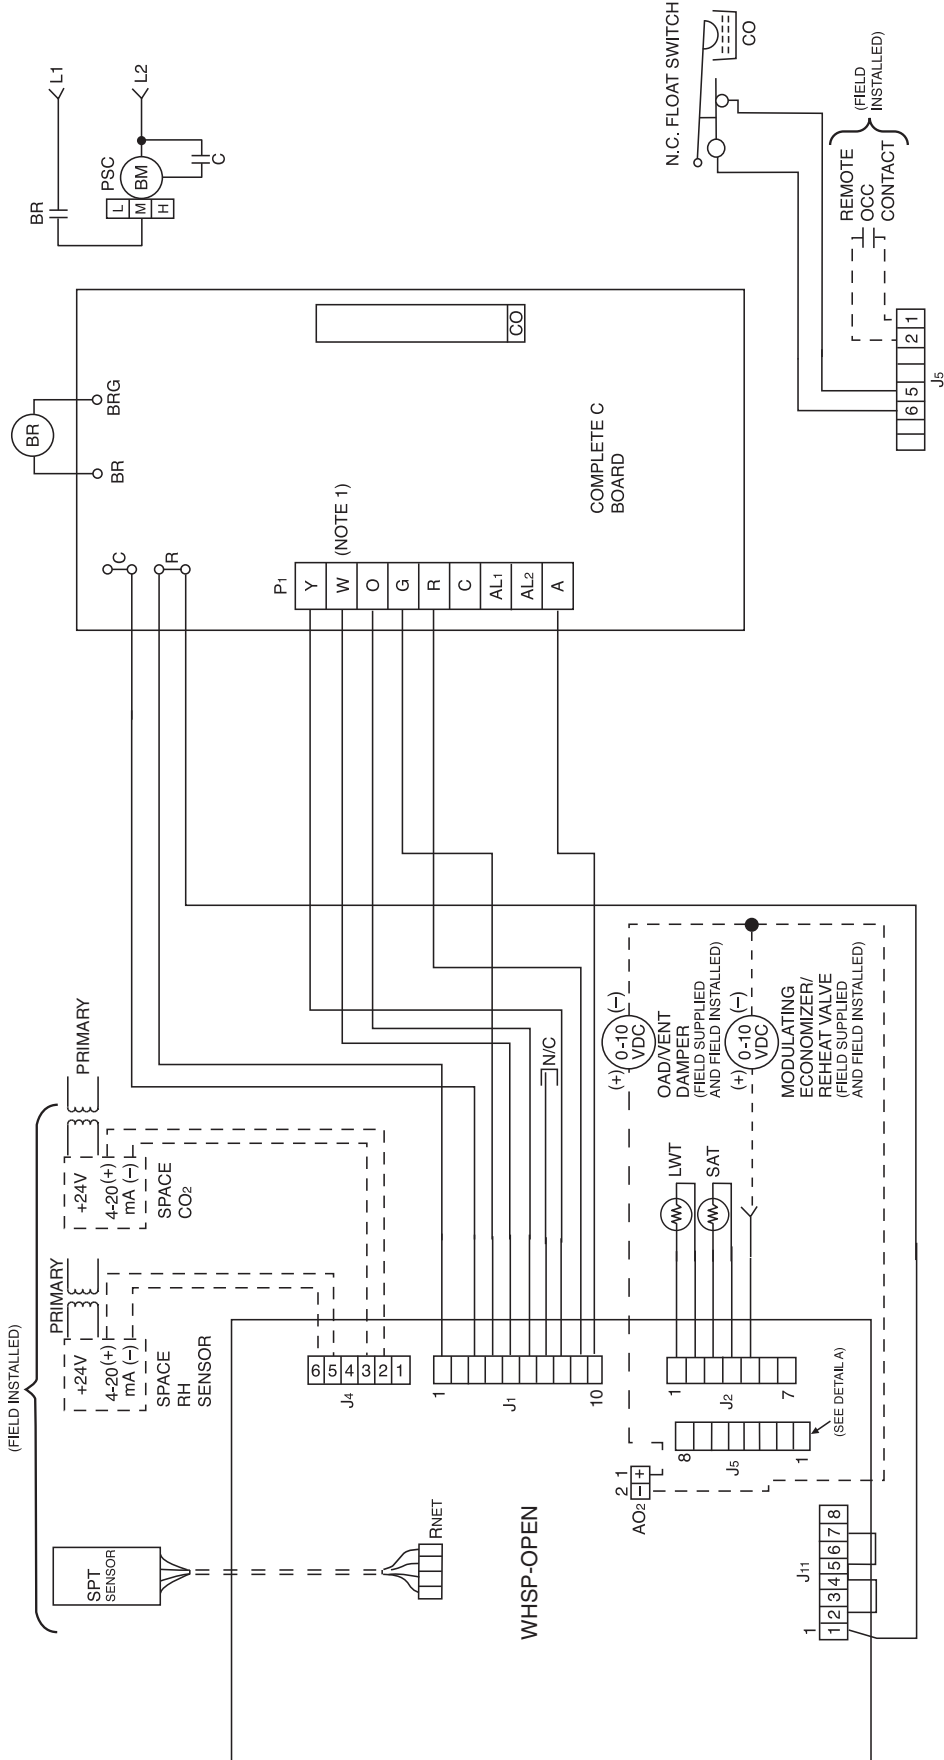 L1
L2
BR
PSC
L
M
H
BM
C
N.C. FLOAT SWITCH
CO
(FIELD
INSTALLED)
REMOTE
OCC
CONTACT
1
2
5
6
J5
BR
BR
BRG
C
R
CO
COMPLETE C
BOARD
P1
(NOTE 1)
Y
W
O
G
R
C
AL1
AL2
A
(FIELD INSTALLED)
PRIMARY
+24V
4-20(+)
mA (-)
SPACE
CO2
PRIMARY
+24V
4-20(+)
mA (-)
SPACE
RH
SENSOR
SPT
SENSOR
RNET
6
5
4
3
2
1
J4
1
J1
10
N/C
(+)
0-10
VDC
(-)
OAD/VENT
DAMPER
(FIELD SUPPLIED
AND FIELD INSTALLED)
(+)
0-10
VDC
(-)
MODULATING
ECONOMIZER/
REHEAT VALVE
(FIELD SUPPLIED
AND FIELD INSTALLED)
LWT
SAT
1
J2
7
8
J5
1
(SEE DETAIL A)
2 1
- +
AO2
WHSP-OPEN
J11
1
1 2 3 4 5 6 7 8